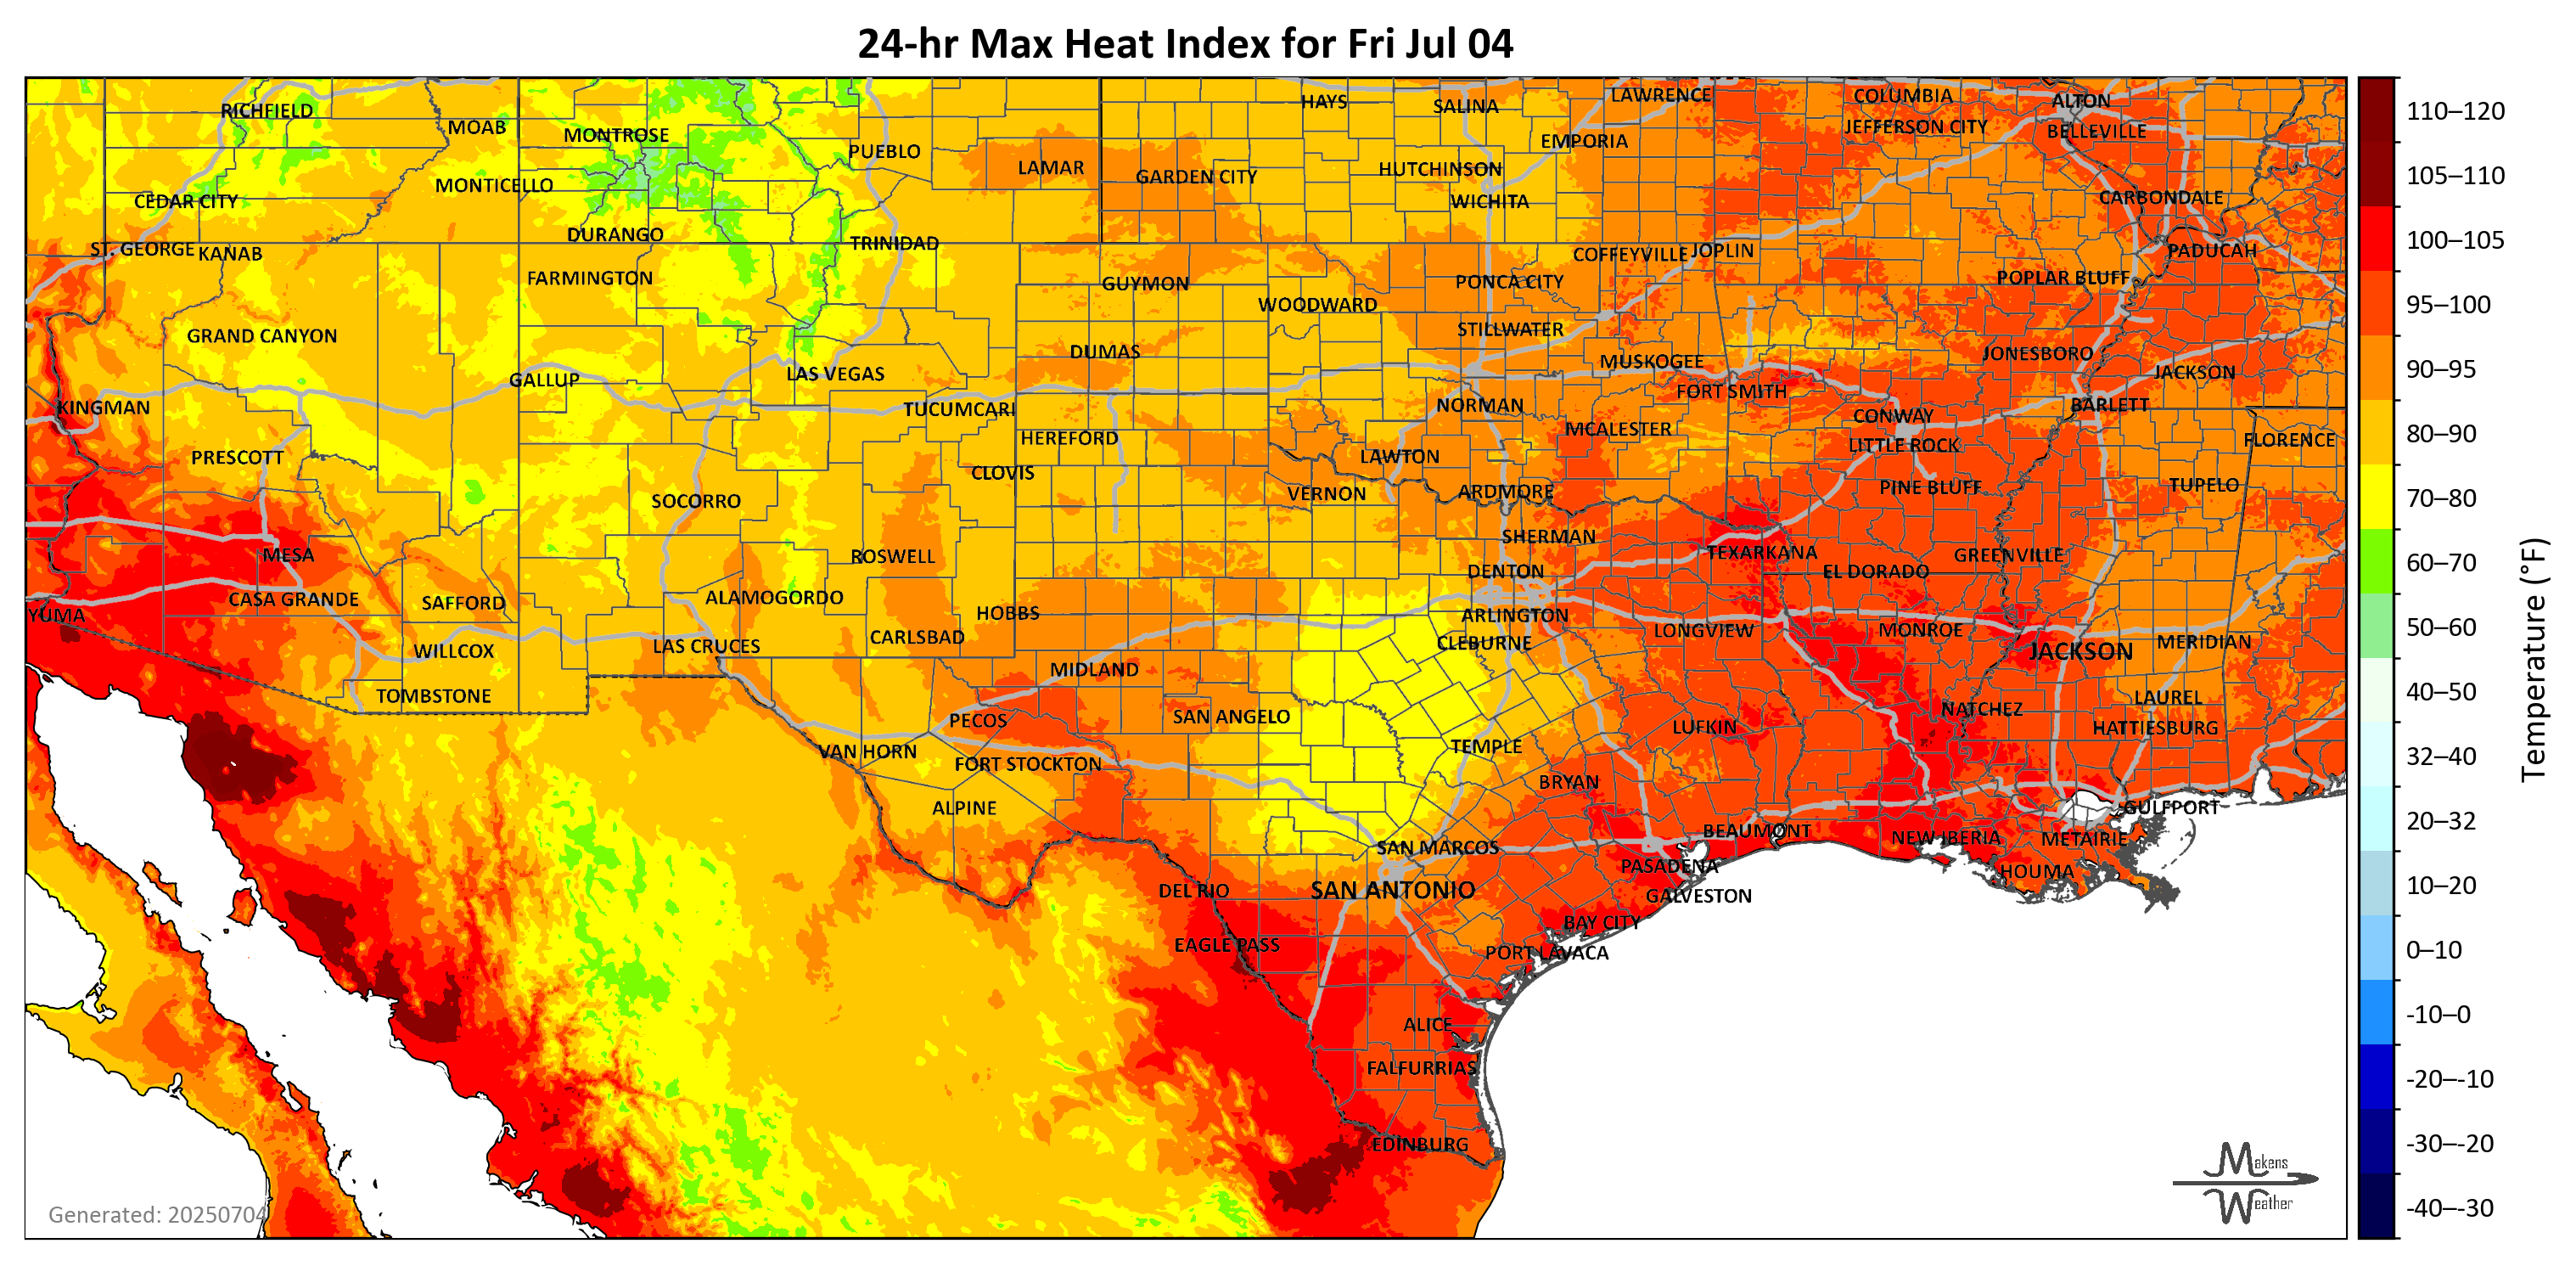 24-hr Max Heat Index for Fri Jul 04
RICHFIELD
MOAB
MONTROSE
PUEBLO
LAMAR
HAYS
SALINA
LAWRENCE
COLUMBIA
ALTON
EMPORIA
JEFFERSON CITY
BELLEVILLE
CEDAR CITY
MONTICELLO
GARDEN CITY
HUTCHINSON
WICHITA
CARBONDALE
ST. GEORGE
KANAB
DURANGO
TRINIDAD
COFFEYVILLE
JOPLIN
PADUCAH
FARMINGTON
GUYMON
WOODWARD
PONCA CITY
POPLAR BLUFF
GRAND CANYON
DUMAS
STILLWATER
MUSKOGEE
JONESBORO
GALLUP
LAS VEGAS
FORT SMITH
JACKSON
KINGMAN
TUCUMCARI
NORMAN
CONWAY
BARLETT
PRESCOTT
HEREFORD
CLOVIS
LAWTON
MCALESTER
LITTLE ROCK
FLORENCE
SOCORRO
VERNON
ARDMORE
PINE BLUFF
TUPELO
MESA
ROSWELL
SHERMAN
TEXARKANA
GREENVILLE
DENTON
EL DORADO
YUMA
CASA GRANDE
SAFFORD
ALAMOGORDO
HOBBS
ARLINGTON
WILLCOX
LAS CRUCES
CARLSBAD
CLEBURNE
LONGVIEW
MONROE
JACKSON
MERIDIAN
TOMBSTONE
MIDLAND
PECOS
SAN ANGELO
LUFKIN
NATCHEZ
LAUREL
HATTIESBURG
VAN HORN
FORT STOCKTON
TEMPLE
BRYAN
ALPINE
GULFPORT
SAN MARCOS
BEAUMONT
NEW IBERIA
METAIRIE
DEL RIO
SAN ANTONIO
PASADENA
GALVESTON
HOUMA
EAGLE PASS
BAY CITY
PORT LAVACA
ALICE
FALFURRIAS
EDINBURG
Generated: 20250704
Makens
Weather
110–120
105–110
100–105
95–100
90–95
80–90
70–80
60–70
50–60
40–50
32–40
20–32
10–20
0–10
-10–0
-20–-10
-30–-20
-40–-30
Temperature (°F)